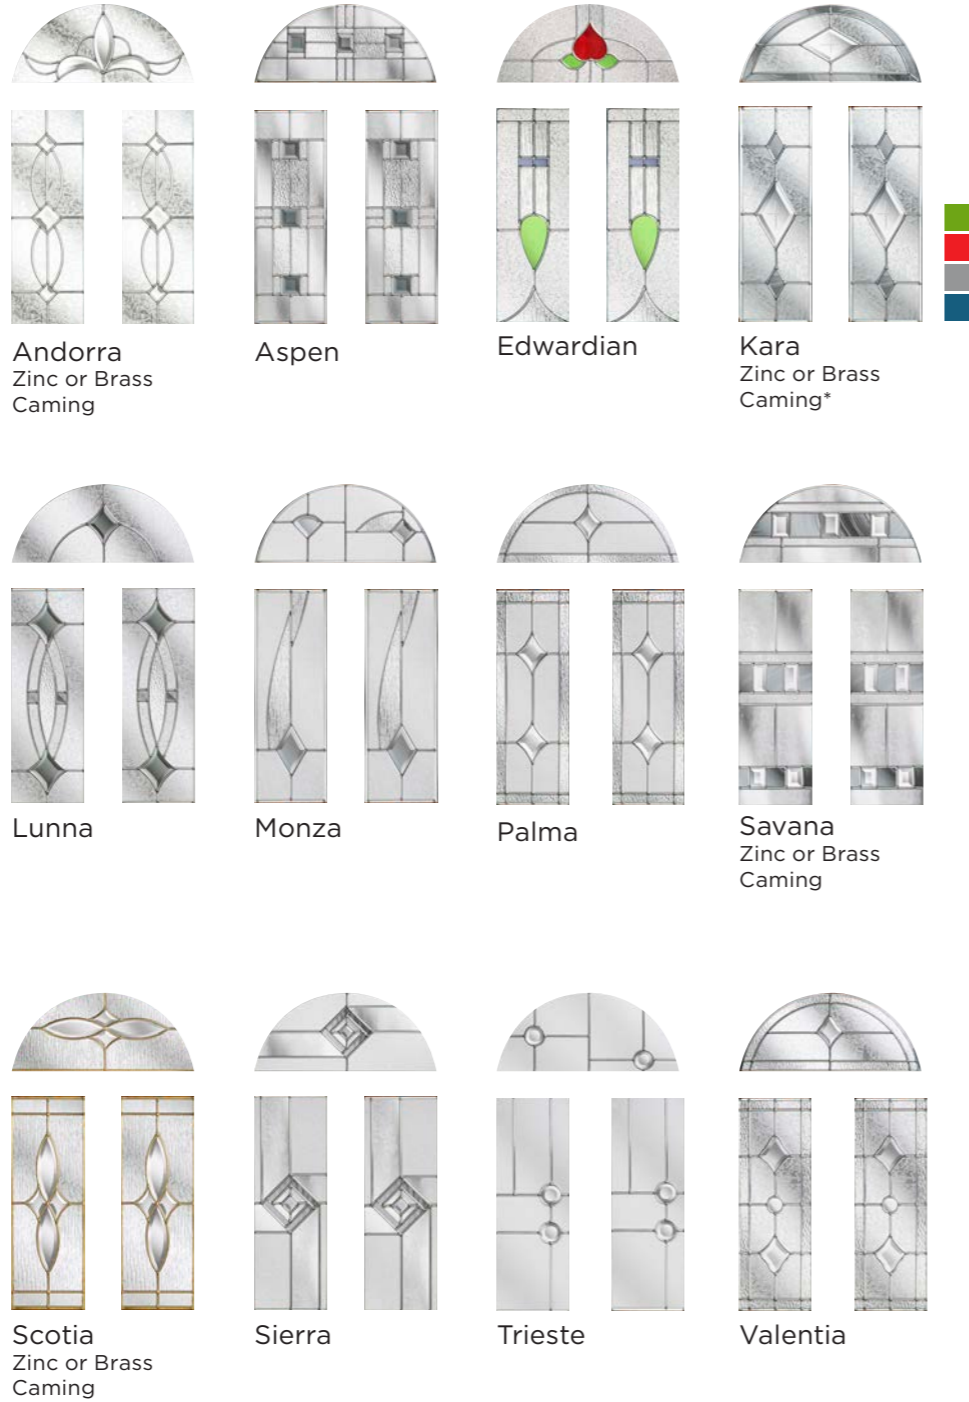 Andorra
Zinc or Brass
Caming
Aspen
Edwardian
Kara
Zinc or Brass
Caming*
Lunna
Monza
Palma
Savana
Zinc or Brass
Caming
Scotia
Zinc or Brass
Caming
Sierra
Trieste
Valentia